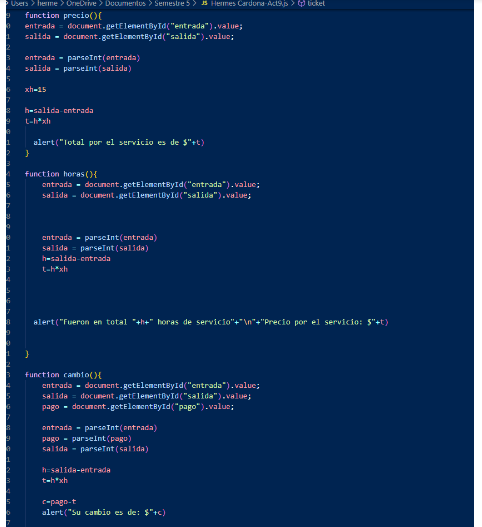 Users > herme > OneDrive > Documentos > Semestre 5 > JS Hermes Cardona-Act9.js > ticket
function precio(){
entrada = document.getElementById("entrada").value;
salida = document.getElementById("salida").value;
entrada = parseInt(entrada)
salida = parseInt(salida)
xh=15
h=salida-entrada
t=h*xh
alert("Total por el servicio es de $"+t)
}
function horas(){
entrada = document.getElementById("entrada").value;
salida = document.getElementById("salida").value;
entrada = parseInt(entrada)
salida = parseInt(salida)
h=salida-entrada
t=h*xh
alert("Fueron en total "+h+" horas de servicio"+"\n"+"Precio por el servicio: $"+t)
}
function cambio(){
entrada = document.getElementById("entrada").value;
salida = document.getElementById("salida").value;
pago = document.getElementById("pago").value;
entrada = parseInt(entrada)
pago = parseInt(pago)
salida = parseInt(salida)
h=salida-entrada
t=h*xh
c=pago-t
alert("Su cambio es de: $"+c)